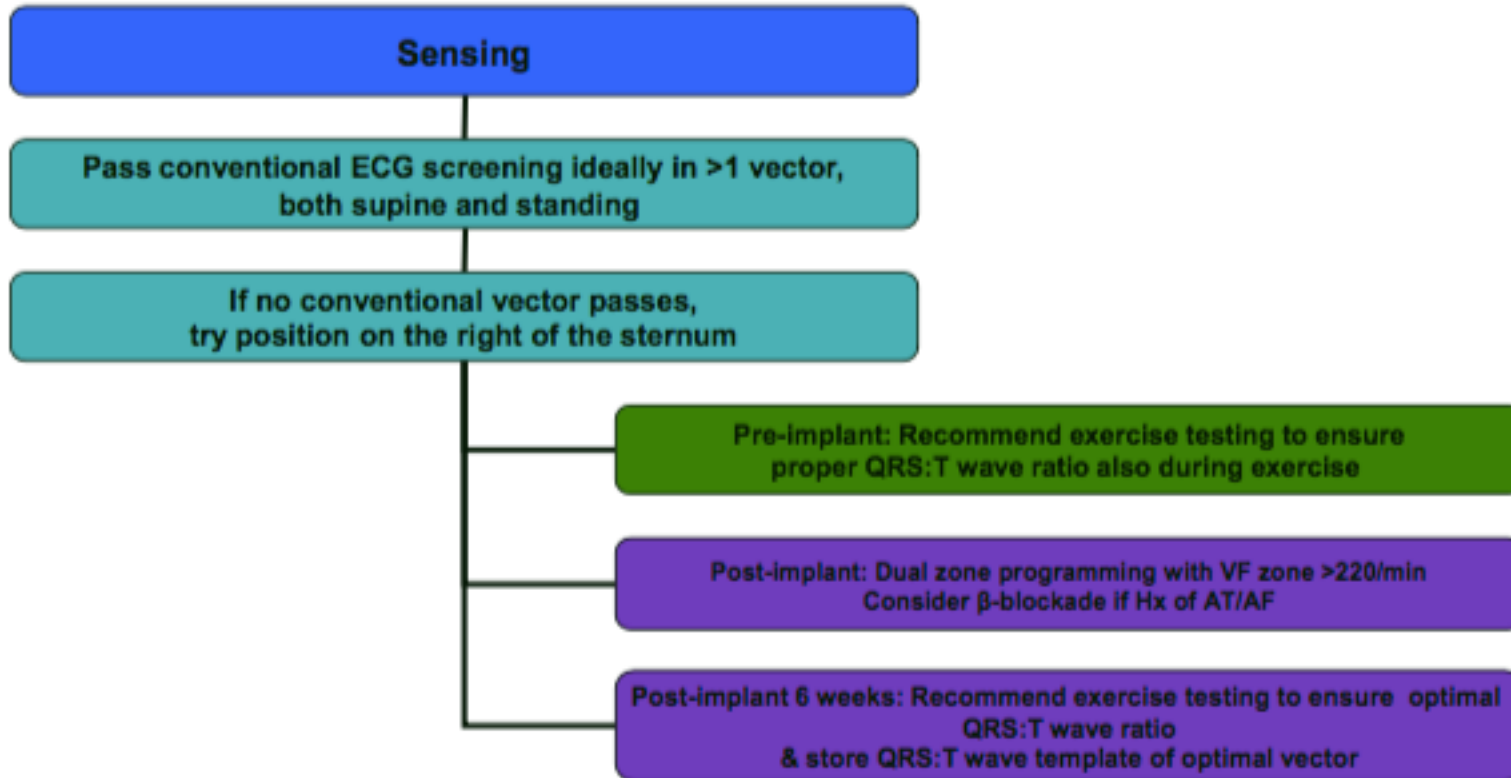 Sensing
Pass conventional ECG screening ideally in >1 vector,
both supine and standing
If no conventional vector passes,
try position on the right of the sternum
Pre-implant: Recommend exercise testing to ensure
proper QRS:T wave ratio also during exercise
Post-implant: Dual zone programming with VF zone >220/min
Consider β-blockade if Hx of AT/AF
Post-implant 6 weeks: Recommend exercise testing to ensure optimal
QRS:T wave ratio
& store QRS:T wave template of optimal vector